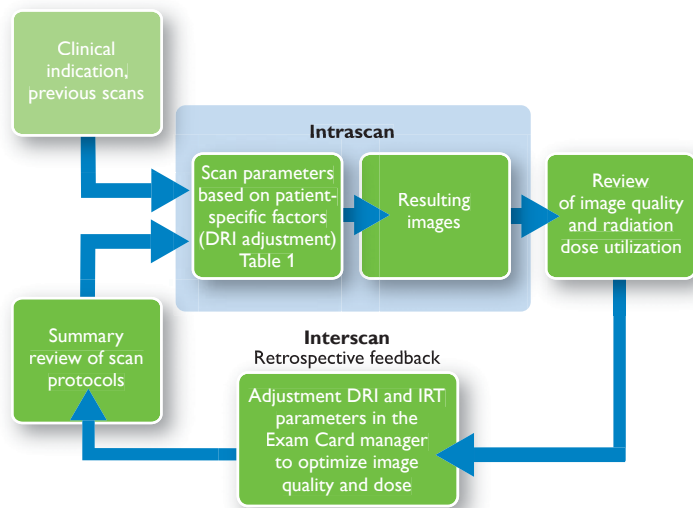 Clinical
indication,
previous scans
Intrascan
Scan parameters
based on patient-
specific factors
(DRI adjustment)
Table 1
Resulting
images
Review
of image quality
and radiation
dose utilization
Summary
review of scan
protocols
Interscan
Retrospective feedback
Adjustment DRI and IRT
parameters in the
Exam Card manager
to optimize image
quality and dose